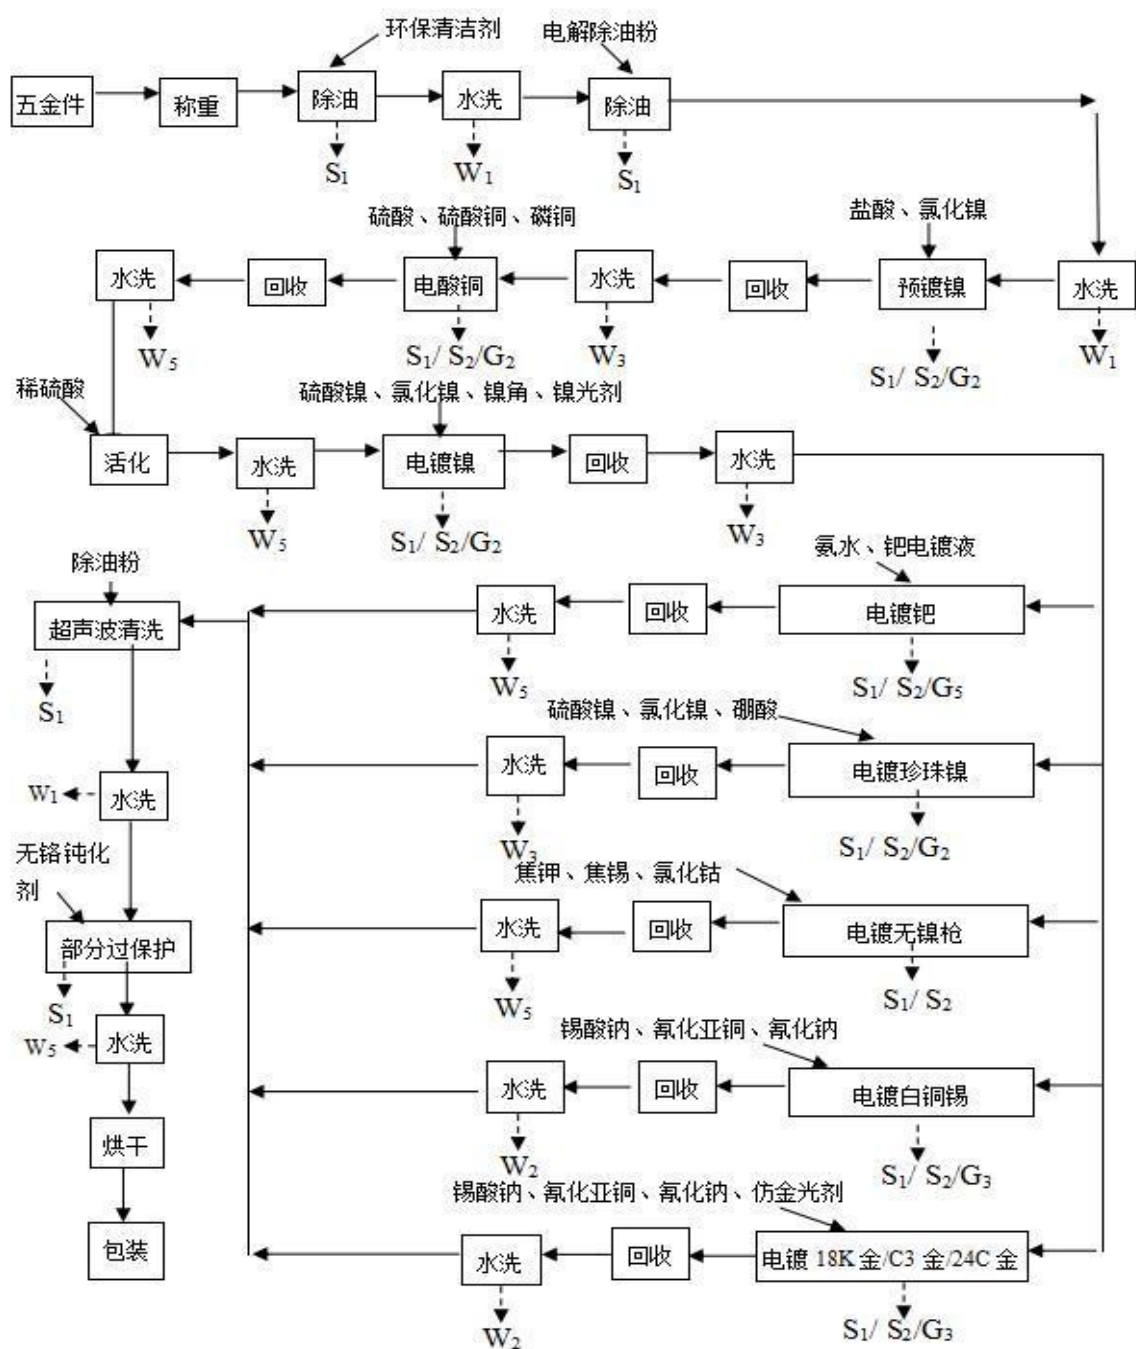 环保清洁剂
电解除油粉
五金件
称重
除油
水洗
除油
S1
W1
S1
硫酸、硫酸铜、磷铜
盐酸、氯化镍
水洗
回收
电酸铜
水洗
回收
预镀镍
水洗
W5
S1/ S2/G2
W3
S1/ S2/G2
W1
稀硫酸
硫酸镍、氯化镍、镍角、镍光剂
活化
水洗
电镀镍
回收
水洗
W5
S1/ S2/G2
W3
除油粉
氨水、钯电镀液
超声波清洗
水洗
回收
电镀钯
S1
W5
S1/ S2/G5
硫酸镍、氯化镍、硼酸
水洗
回收
电镀珍珠镍
W1
水洗
W3
S1/ S2/G2
无铬钝化
剂
焦钾、焦锡、氯化钴
部分过保护
水洗
回收
电镀无镍枪
S1
W5
S1/ S2
W5
水洗
锡酸钠、氰化亚铜、氰化钠
水洗
回收
电镀白铜锡
烘干
W2
S1/ S2/G3
锡酸钠、氰化亚铜、氰化钠、仿金光剂
包装
水洗
回收
电镀 18K 金/C3 金/24C 金
W2
S1/ S2/G3